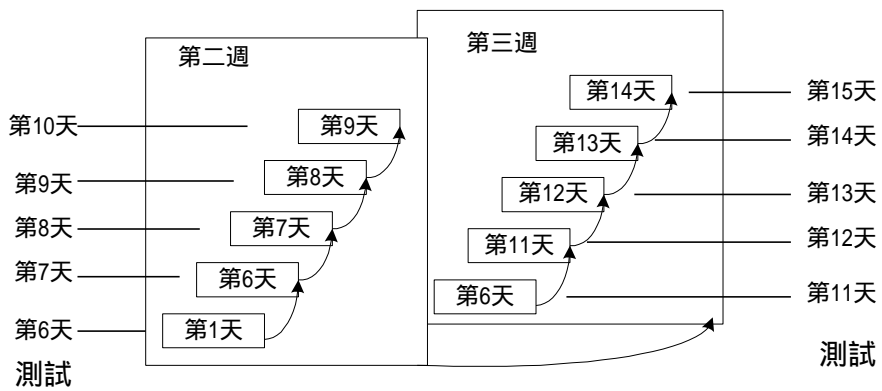 第三週
第二週
第14天
第15天
第10天
第9天
第13天
第14天
第9天
第8天
第12天
第13天
第8天
第7天
第11天
第12天
第7天
第6天
第6天
第11天
第6天
第1天
測試
測試